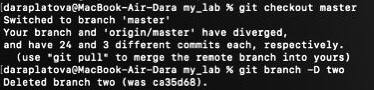 [daraplatova@MacBook-Air-Dara my_lab % git checkout master
Switched to branch 'master'
Your branch and 'origin/master' have diverged,
and have 24 and 3 different commits each, respectively.
(use "git pull" to merge the remote branch into yours)
[daraplatova@MacBook-Air-Dara my_lab % git branch -D two
Deleted branch two (was ca35d68).